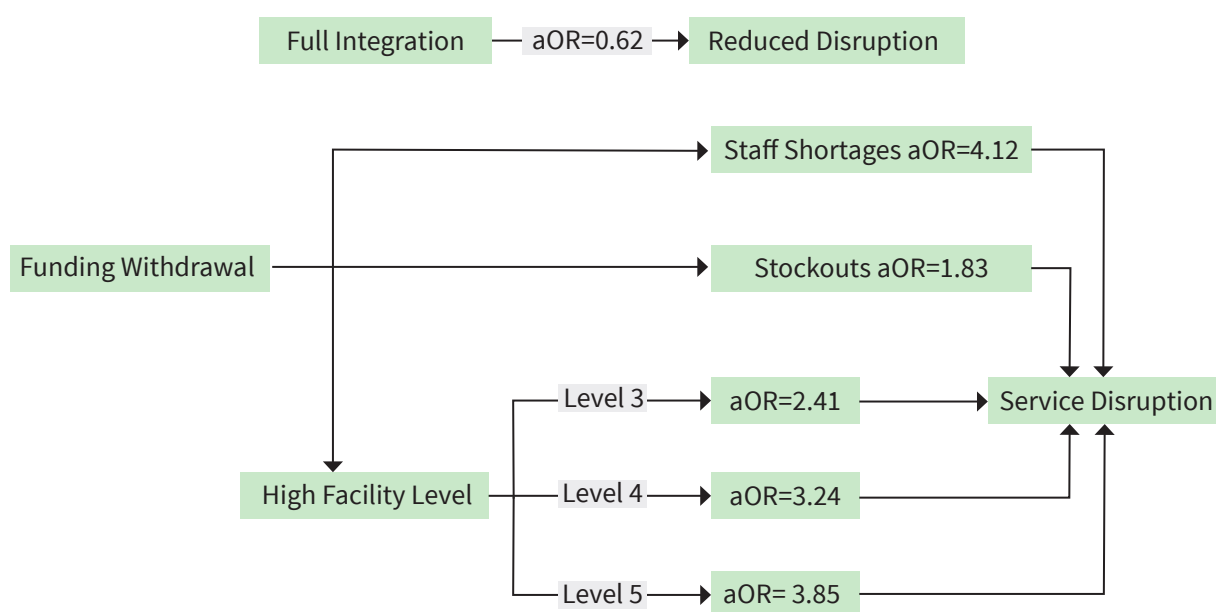 Full Integration
aOR=0.62
Reduced Disruption
Staff Shortages aOR=4.12
Funding Withdrawal
Stockouts aOR=1.83
Level 3
aOR=2.41
Service Disruption
High Facility Level
Level 4
aOR=3.24
Level 5
aOR= 3.85